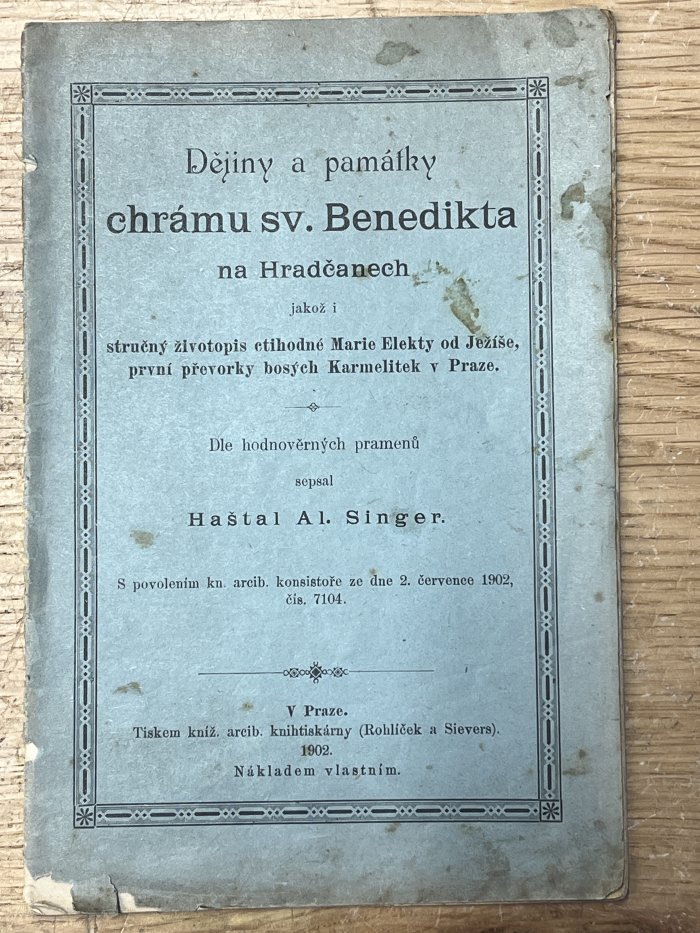 Dějiny a památky
chrámu sv. Benedikta
na Hradčanech
jakož i
stručný životopis ctihodné Marie Elekty od Ježíše,
první převorky bosých Karmelitek v Praze.
Dle hodnověrných pramenů
sepsal
Haštal Al. Singer.
S povolením kn. arcib. konsistoře ze dne 2. července 1902,
čís. 7104.
V Praze.
Tiskem kníž. arcib. knihtiskárny (Rohlíček a Sievers).
1902.
Nákladem vlastním.